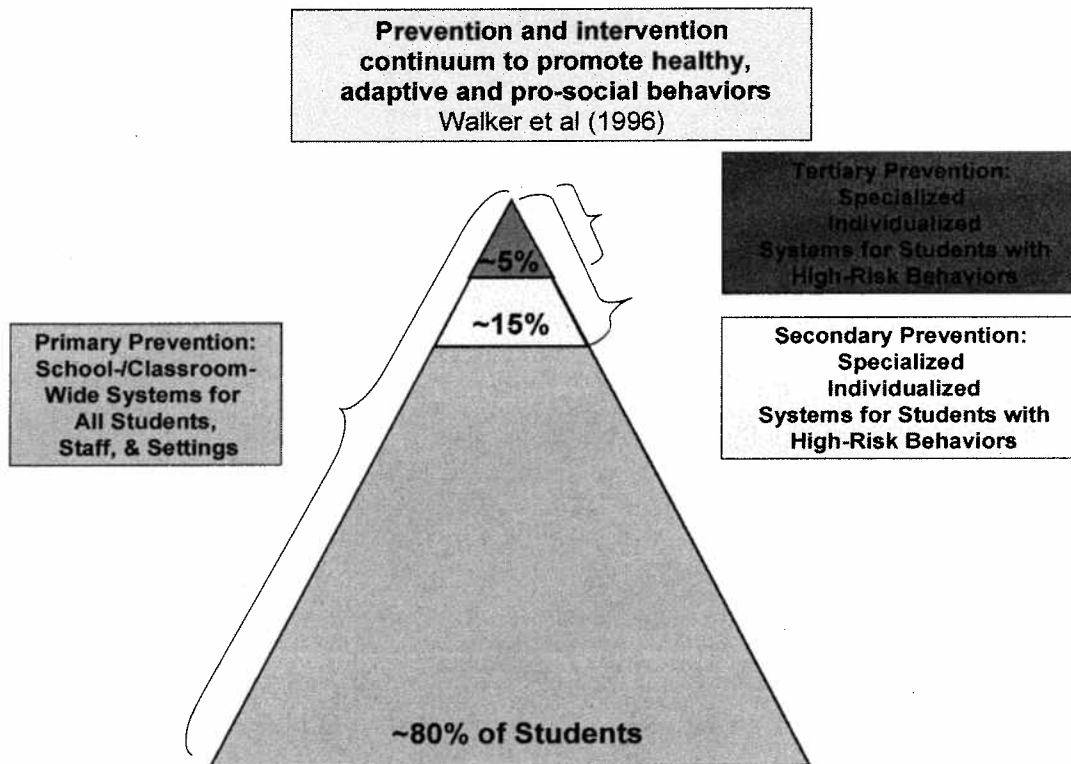 Prevention and intervention
continuum to promote healthy,
adaptive and pro-social behaviors
Walker et al (1996)
Tertiary Prevention:
Specialized
Individualized
Systems for Students with
High-Risk Behaviors
~5%
~15%
Primary Prevention:
School-/Classroom-
Wide Systems for
All Students,
Staff, & Settings
Secondary Prevention:
Specialized
Individualized
Systems for Students with
High-Risk Behaviors
~80% of Students